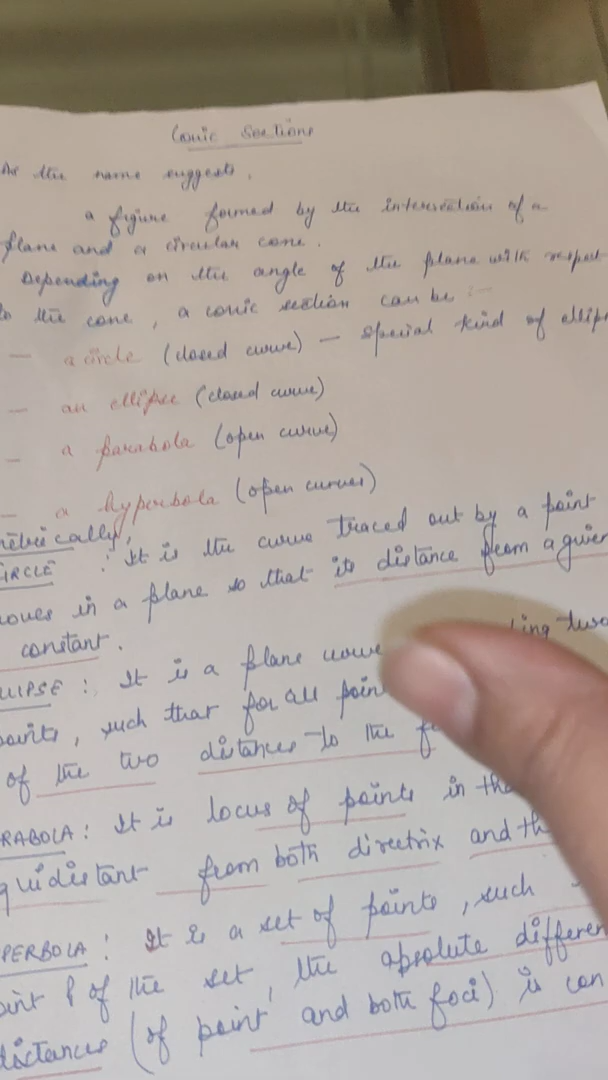 Conic Sections
As the name suggests,
a figure formed by the intersection of a
plane and a circular cone.
Depending on the angle of the plane with respect
to the cone, a conic section can be :-
— a circle (closed curve) — special kind of ellip
— an ellipse (closed curve)
— a parabola (open curve)
— a hyperbola (open curves)
metrically,
CIRCLE : It is the curve traced out by a point
moves in a plane so that its distance from a given
constant.
LLIPSE : It is a plane curve ing two
points, such that for all poin
of the two distances to the f
RABOLA : It is locus of points in the
quidistant from both directrix and th
PERBOLA : It is a set of points, such
oint P of the set, the absolute differen
distances (of point and both foci) is con